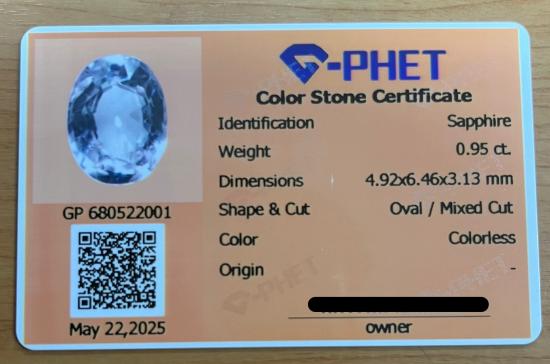 G-PHET
Color Stone Certificate
Identification Sapphire
Weight 0.95 ct.
Dimensions 4.92x6.46x3.13 mm
Shape & Cut Oval / Mixed Cut
Color Colorless
Origin -
GP 680522001
May 22,2025
owner
G-PHET